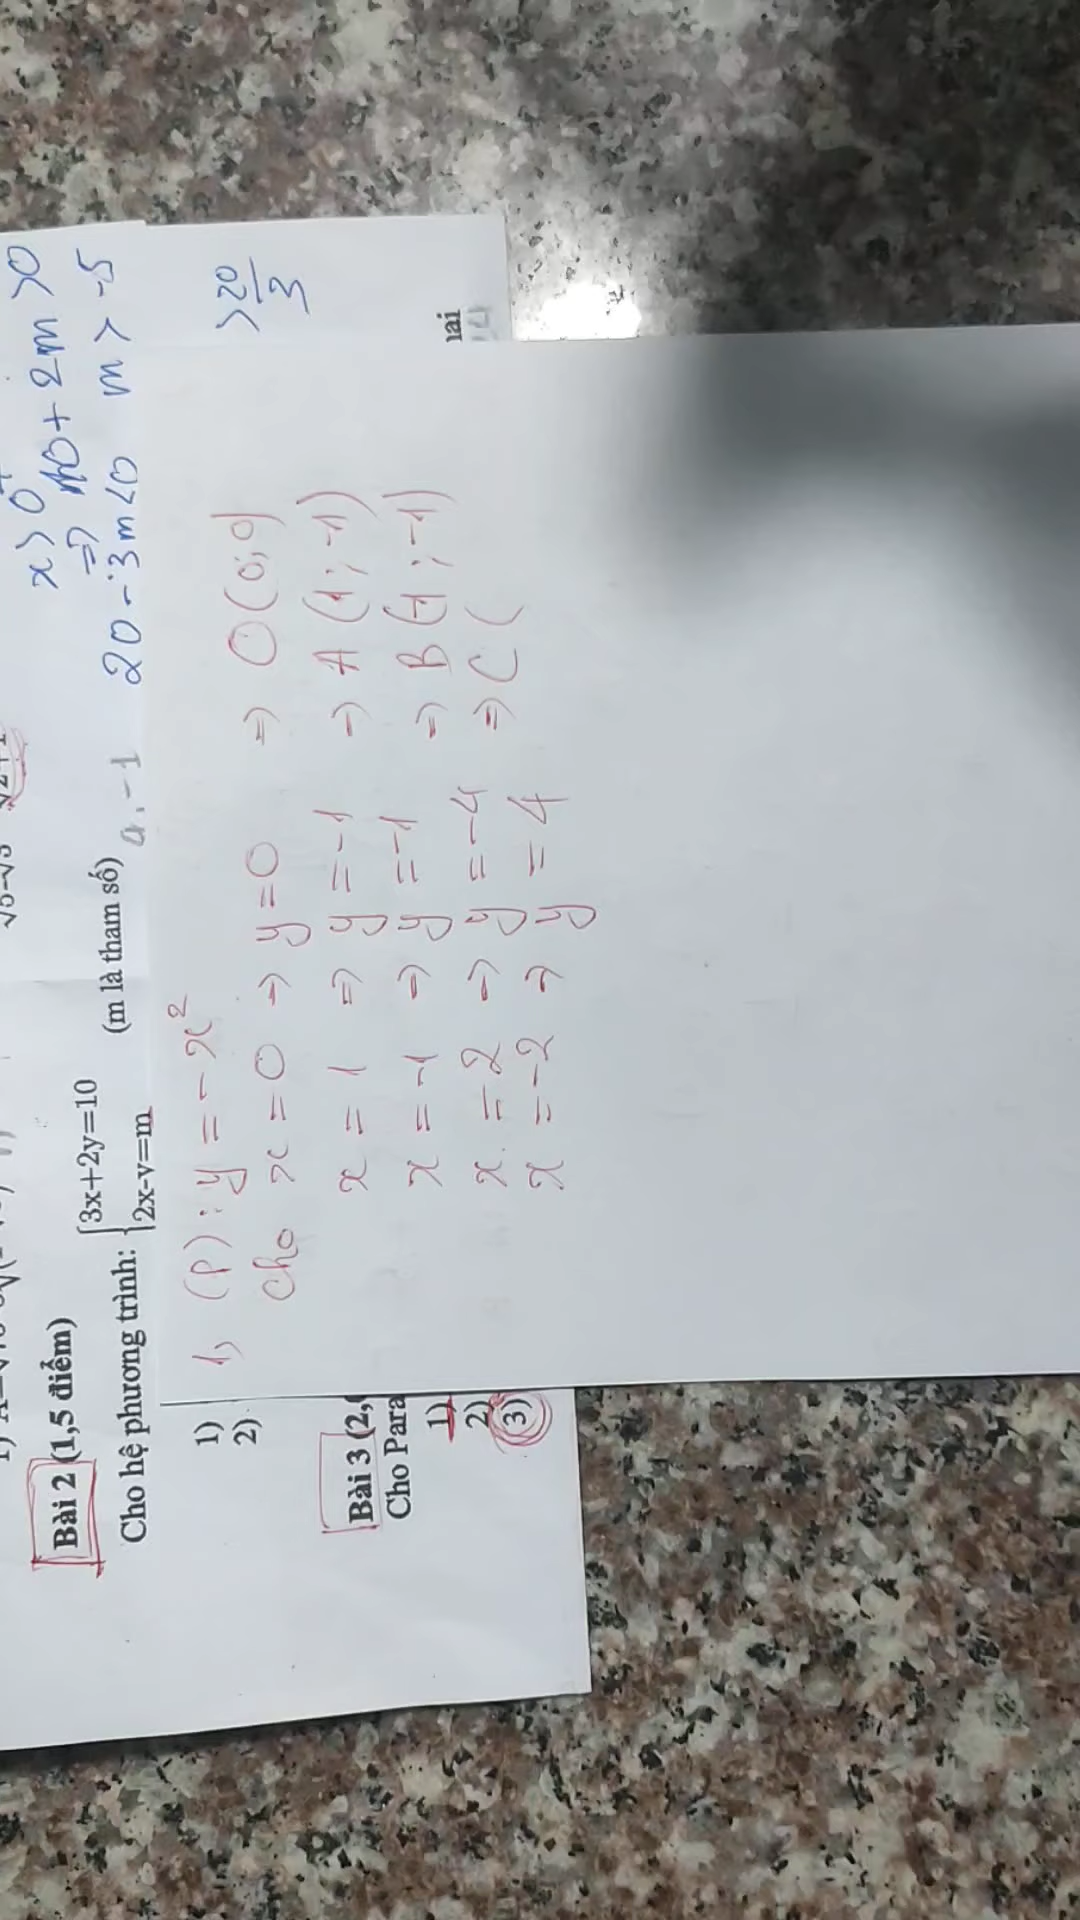 x > 0
⇒ 10 + 2m > 0
20 - 3m < 0 m > -5
> 20/3
Bài 2 (1,5 điểm)
Cho hệ phương trình: {3x+2y=10
2x-y=m (m là tham số)
1)
2)
Bài 3 (2,
Cho Para
1)
2)
3)
1, (P): y = -x²
Cho x = 0 ⇒ y = 0 ⇒ O(0;0)
x = 1 ⇒ y = -1 ⇒ A (1; -1)
x = -1 ⇒ y = -1 ⇒ B (-1; -1)
x = -2 ⇒ y = -4 ⇒ C (
x = -2 ⇒ y = 4